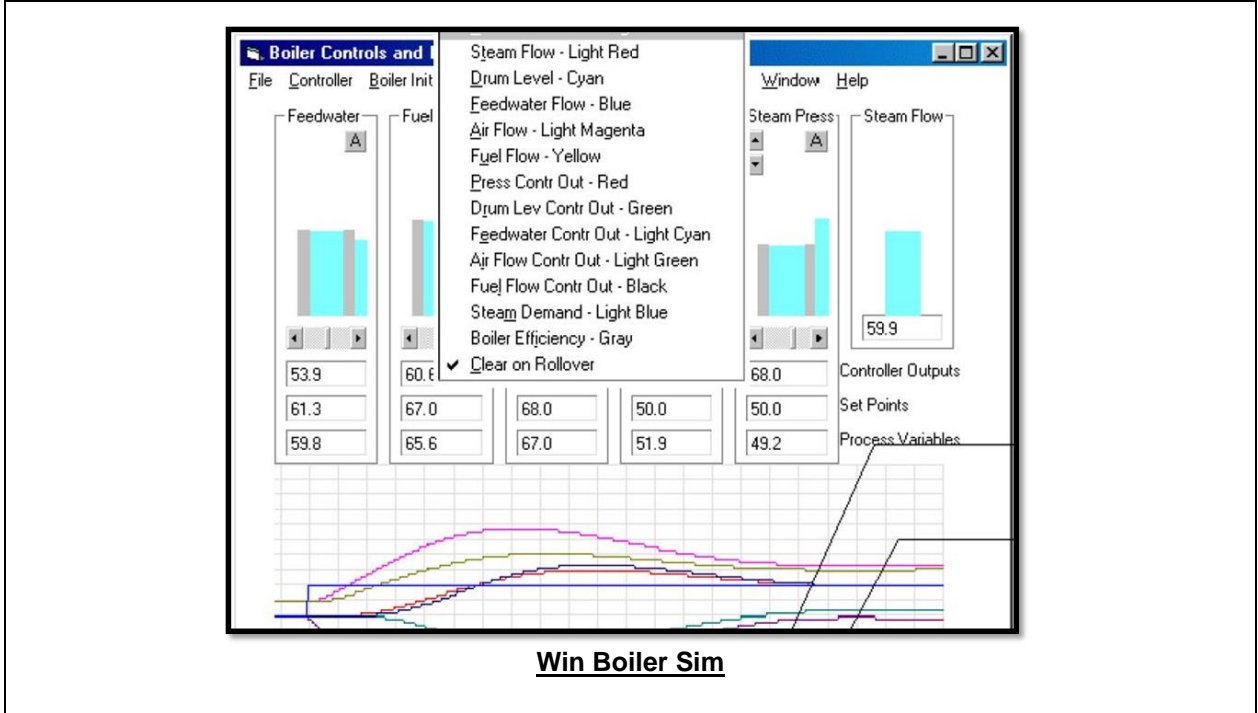 Boiler Controls and
File Controller Boiler Init Window Help
Steam Flow - Light Red
Drum Level - Cyan
Feedwater Flow - Blue
Air Flow - Light Magenta
Fuel Flow - Yellow
Press Contr Out - Red
Drum Lev Contr Out - Green
Feedwater Contr Out - Light Cyan
Air Flow Contr Out - Light Green
Fuel Flow Contr Out - Black
Steam Demand - Light Blue
Boiler Efficiency - Gray
✔ Clear on Rollover
Feedwater Fuel Steam Press Steam Flow
A A
59.9
53.9 60.6 68.0 Controller Outputs
61.3 67.0 68.0 50.0 50.0 Set Points
59.8 65.6 67.0 51.9 49.2 Process Variables
Win Boiler Sim